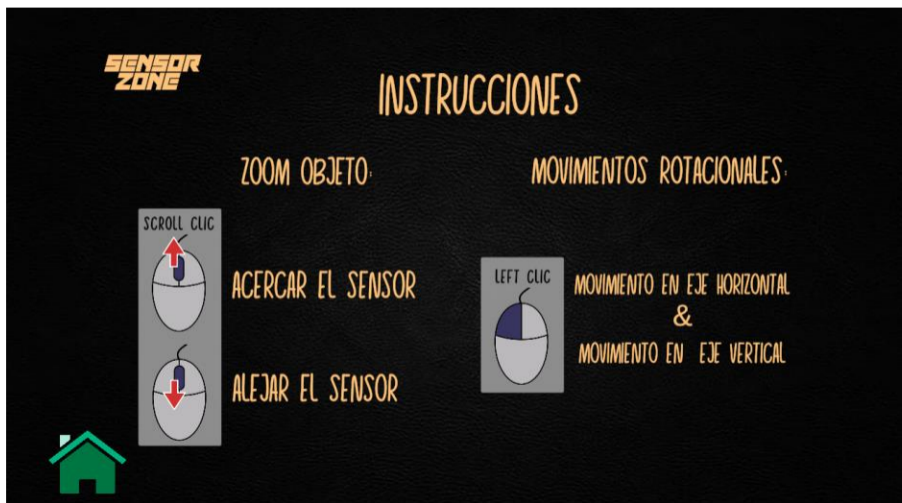 SENSOR
ZONE
INSTRUCCIONES
ZOOM OBJETO:
SCROLL CLIC
ACERCAR EL SENSOR
ALEJAR EL SENSOR
MOVIMIENTOS ROTACIONALES:
LEFT CLIC
MOVIMIENTO EN EJE HORIZONTAL
&
MOVIMIENTO EN EJE VERTICAL